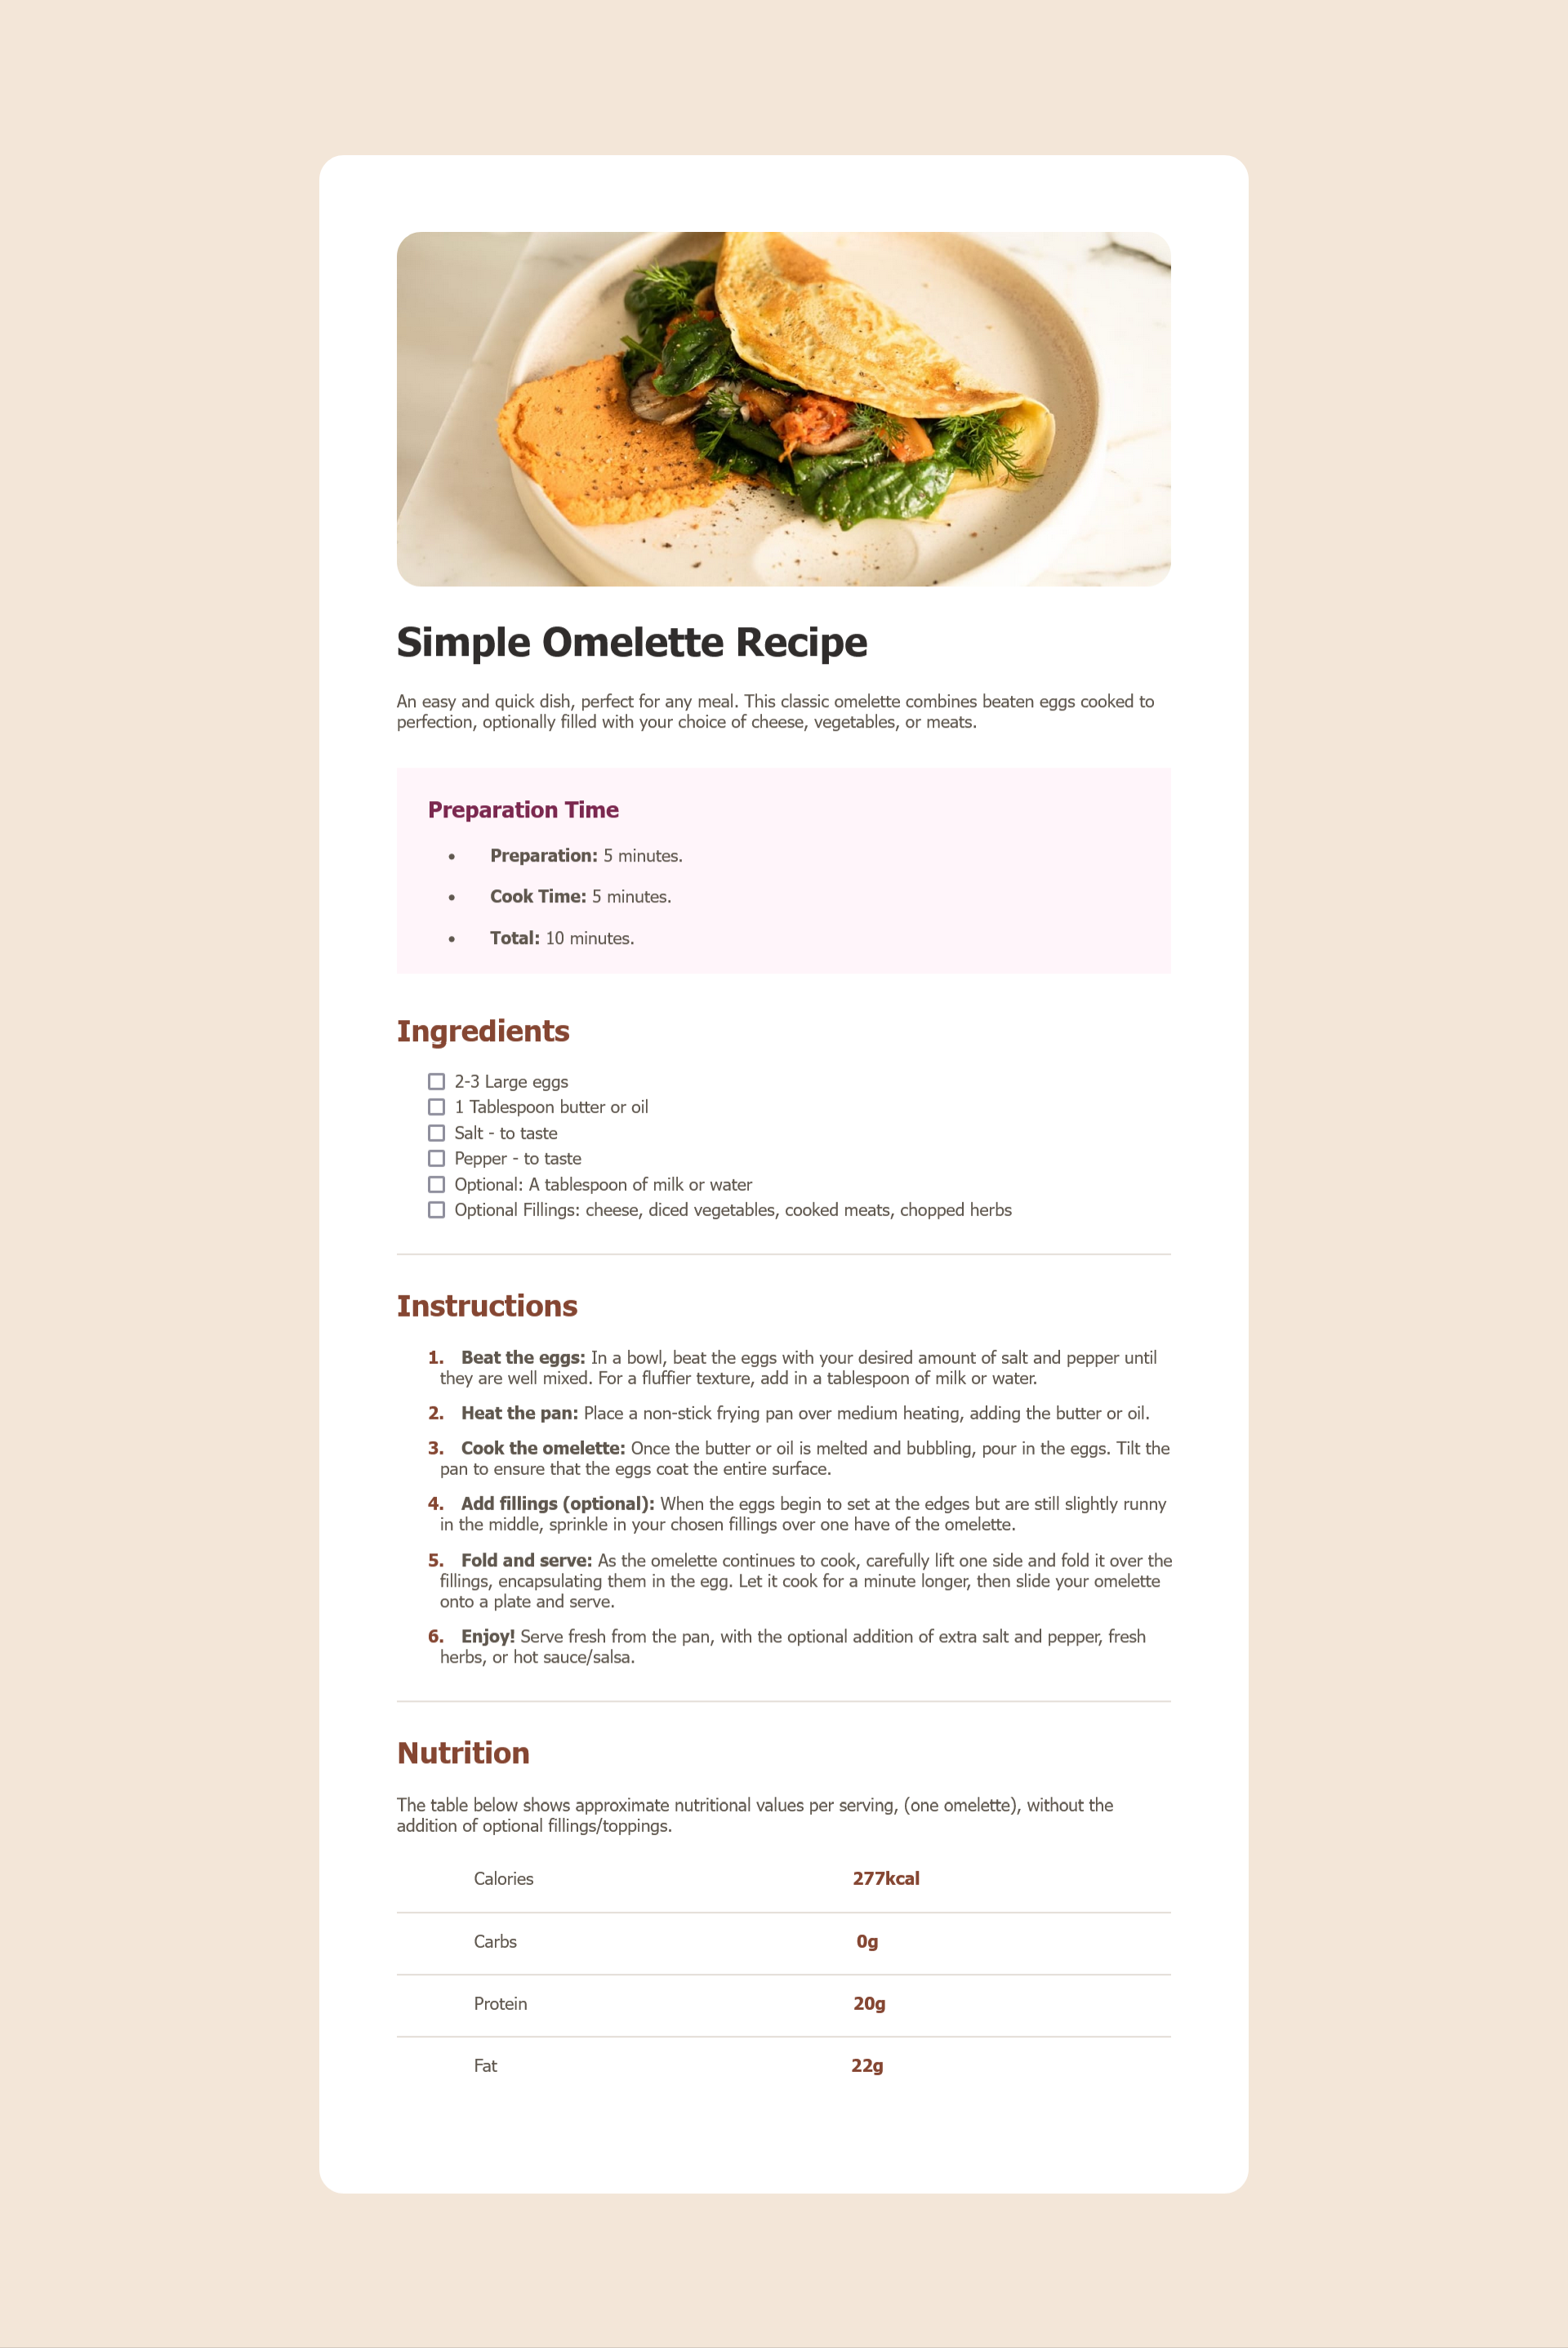 Simple Omelette Recipe
An easy and quick dish, perfect for any meal. This classic omelette combines beaten eggs cooked to
perfection, optionally filled with your choice of cheese, vegetables, or meats.
Preparation Time
• Preparation: 5 minutes.
• Cook Time: 5 minutes.
• Total: 10 minutes.
Ingredients
2-3 Large eggs
1 Tablespoon butter or oil
Salt - to taste
Pepper - to taste
Optional: A tablespoon of milk or water
Optional Fillings: cheese, diced vegetables, cooked meats, chopped herbs
Instructions
1. Beat the eggs: In a bowl, beat the eggs with your desired amount of salt and pepper until
they are well mixed. For a fluffier texture, add in a tablespoon of milk or water.
2. Heat the pan: Place a non-stick frying pan over medium heating, adding the butter or oil.
3. Cook the omelette: Once the butter or oil is melted and bubbling, pour in the eggs. Tilt the
pan to ensure that the eggs coat the entire surface.
4. Add fillings (optional): When the eggs begin to set at the edges but are still slightly runny
in the middle, sprinkle in your chosen fillings over one have of the omelette.
5. Fold and serve: As the omelette continues to cook, carefully lift one side and fold it over the
fillings, encapsulating them in the egg. Let it cook for a minute longer, then slide your omelette
onto a plate and serve.
6. Enjoy! Serve fresh from the pan, with the optional addition of extra salt and pepper, fresh
herbs, or hot sauce/salsa.
Nutrition
The table below shows approximate nutritional values per serving, (one omelette), without the
addition of optional fillings/toppings.
Calories 277kcal
Carbs 0g
Protein 20g
Fat 22g